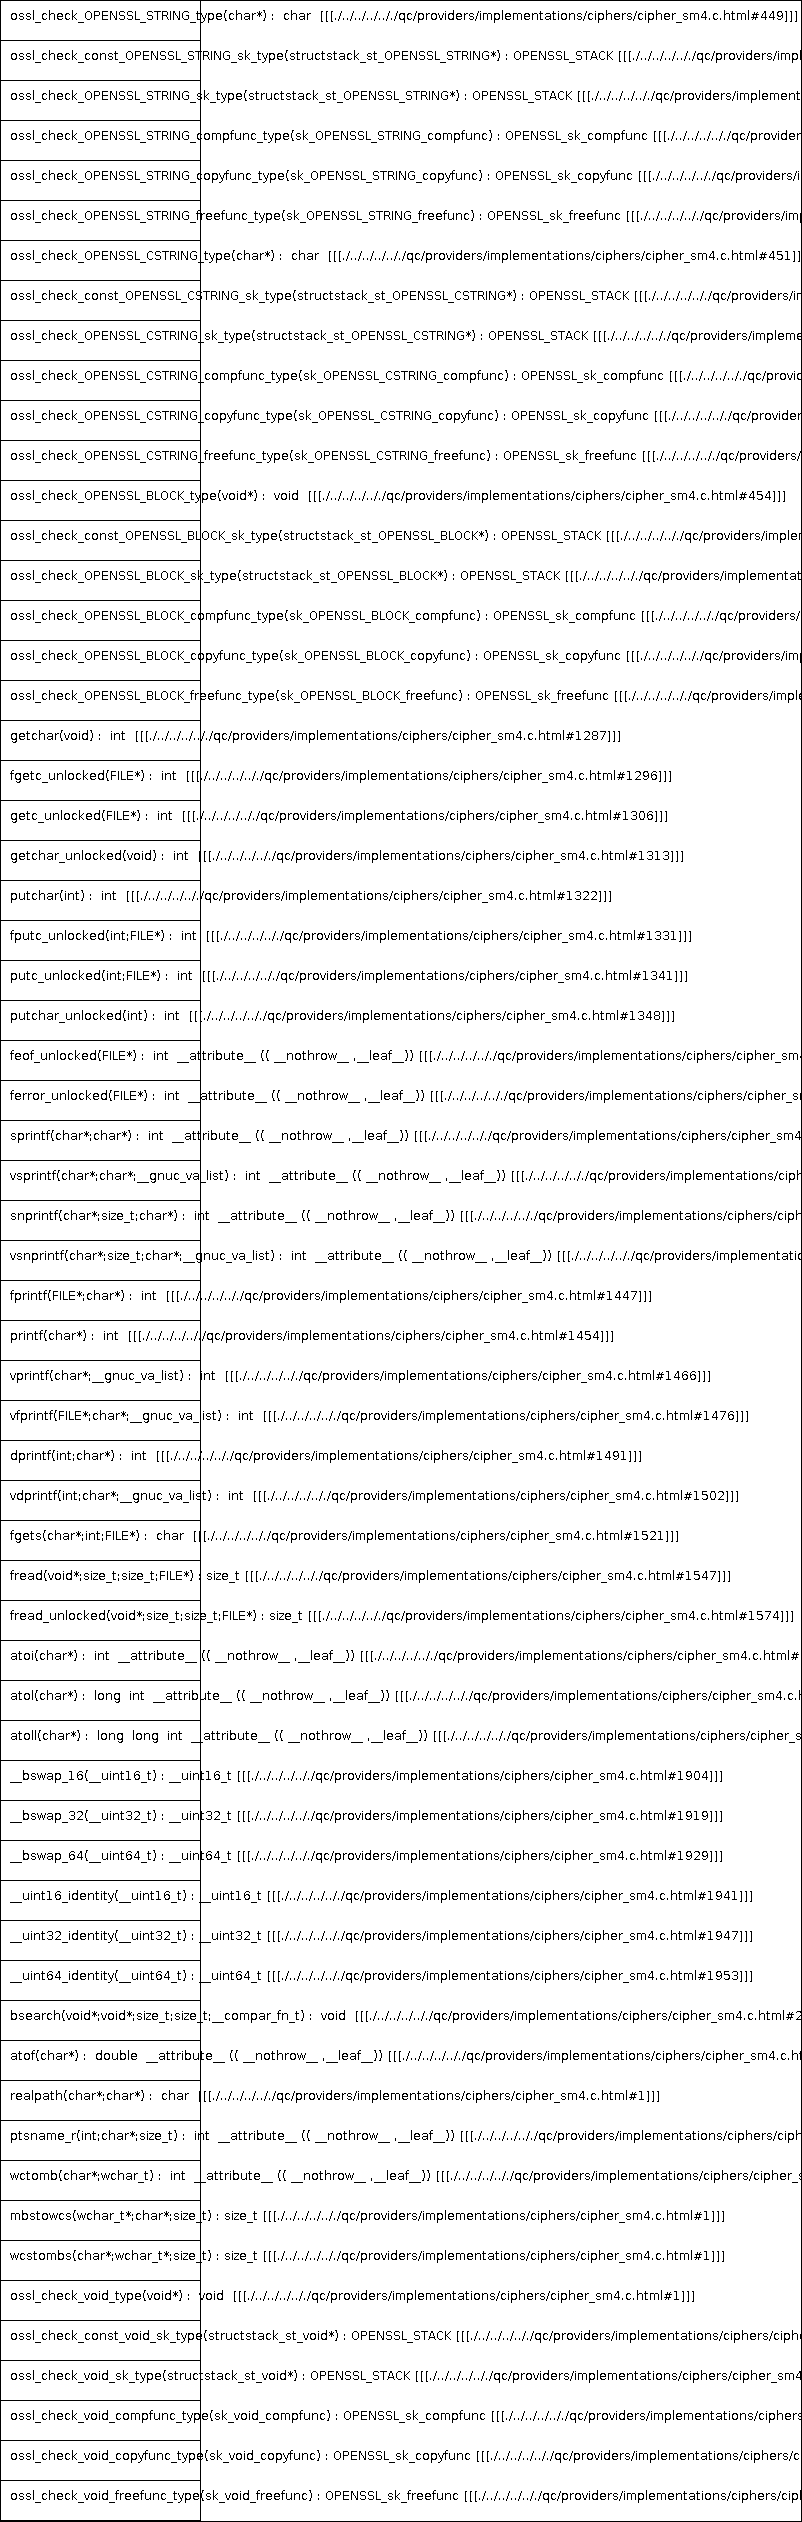 ossl_check_OPENSSL_STRING_type(char*) :  char  [[[./../../../../../qc/providers/implementations/ciphers/cipher_sm4.c.html#449]]]
ossl_check_const_OPENSSL_STRING_sk_type(structstack_st_OPENSSL_STRING*) : OPENSSL_STACK [[[./../../../../../qc/providers/impl
ossl_check_OPENSSL_STRING_sk_type(structstack_st_OPENSSL_STRING*) : OPENSSL_STACK [[[./../../../../../qc/providers/implement
ossl_check_OPENSSL_STRING_compfunc_type(sk_OPENSSL_STRING_compfunc) : OPENSSL_sk_compfunc [[[./../../../../../qc/provider
ossl_check_OPENSSL_STRING_copyfunc_type(sk_OPENSSL_STRING_copyfunc) : OPENSSL_sk_copyfunc [[[./../../../../../qc/providers/i
ossl_check_OPENSSL_STRING_freefunc_type(sk_OPENSSL_STRING_freefunc) : OPENSSL_sk_freefunc [[[./../../../../../qc/providers/imp
ossl_check_OPENSSL_CSTRING_type(char*) :  char  [[[./../../../../../qc/providers/implementations/ciphers/cipher_sm4.c.html#451]]]
ossl_check_const_OPENSSL_CSTRING_sk_type(structstack_st_OPENSSL_CSTRING*) : OPENSSL_STACK [[[./../../../../../qc/providers/in
ossl_check_OPENSSL_CSTRING_sk_type(structstack_st_OPENSSL_CSTRING*) : OPENSSL_STACK [[[./../../../../../qc/providers/impleme
ossl_check_OPENSSL_CSTRING_compfunc_type(sk_OPENSSL_CSTRING_compfunc) : OPENSSL_sk_compfunc [[[./../../../../../qc/provid
ossl_check_OPENSSL_CSTRING_copyfunc_type(sk_OPENSSL_CSTRING_copyfunc) : OPENSSL_sk_copyfunc [[[./../../../../../qc/provider
ossl_check_OPENSSL_CSTRING_freefunc_type(sk_OPENSSL_CSTRING_freefunc) : OPENSSL_sk_freefunc [[[./../../../../../qc/providers/
ossl_check_OPENSSL_BLOCK_type(void*) :  void  [[[./../../../../../qc/providers/implementations/ciphers/cipher_sm4.c.html#454]]]
ossl_check_const_OPENSSL_BLOCK_sk_type(structstack_st_OPENSSL_BLOCK*) : OPENSSL_STACK [[[./../../../../../qc/providers/implen
ossl_check_OPENSSL_BLOCK_sk_type(structstack_st_OPENSSL_BLOCK*) : OPENSSL_STACK [[[./../../../../../qc/providers/implementat
ossl_check_OPENSSL_BLOCK_compfunc_type(sk_OPENSSL_BLOCK_compfunc) : OPENSSL_sk_compfunc [[[./../../../../../qc/providers/
ossl_check_OPENSSL_BLOCK_copyfunc_type(sk_OPENSSL_BLOCK_copyfunc) : OPENSSL_sk_copyfunc [[[./../../../../../qc/providers/imp
ossl_check_OPENSSL_BLOCK_freefunc_type(sk_OPENSSL_BLOCK_freefunc) : OPENSSL_sk_freefunc [[[./../../../../../qc/providers/imple
getchar(void) :  int  [[[./../../../../../qc/providers/implementations/ciphers/cipher_sm4.c.html#1287]]]
fgetc_unlocked(FILE*) :  int  [[[./../../../../../qc/providers/implementations/ciphers/cipher_sm4.c.html#1296]]]
getc_unlocked(FILE*) :  int  [[[./../../../../../qc/providers/implementations/ciphers/cipher_sm4.c.html#1306]]]
getchar_unlocked(void) :  int  [[[./../../../../../qc/providers/implementations/ciphers/cipher_sm4.c.html#1313]]]
putchar(int) :  int  [[[./../../../../../qc/providers/implementations/ciphers/cipher_sm4.c.html#1322]]]
fputc_unlocked(int;FILE*) :  int  [[[./../../../../../qc/providers/implementations/ciphers/cipher_sm4.c.html#1331]]]
putc_unlocked(int;FILE*) :  int  [[[./../../../../../qc/providers/implementations/ciphers/cipher_sm4.c.html#1341]]]
putchar_unlocked(int) :  int  [[[./../../../../../qc/providers/implementations/ciphers/cipher_sm4.c.html#1348]]]
feof_unlocked(FILE*) :  int  __attribute__ (( __nothrow__ ,__leaf__)) [[[./../../../../../qc/providers/implementations/ciphers/cipher_sm4
ferror_unlocked(FILE*) :  int  __attribute__ (( __nothrow__ ,__leaf__)) [[[./../../../../../qc/providers/implementations/ciphers/cipher_sn
sprintf(char*;char*) :  int  __attribute__ (( __nothrow__ ,__leaf__)) [[[./../../../../../qc/providers/implementations/ciphers/cipher_sm4
vsprintf(char*;char*;__gnuc_va_list) :  int  __attribute__ (( __nothrow__ ,__leaf__)) [[[./../../../../../qc/providers/implementations/ciph
snprintf(char*;size_t;char*) :  int  __attribute__ (( __nothrow__ ,__leaf__)) [[[./../../../../../qc/providers/implementations/ciphers/ciph
vsnprintf(char*;size_t;char*;__gnuc_va_list) :  int  __attribute__ (( __nothrow__ ,__leaf__)) [[[./../../../../../qc/providers/implementatio
fprintf(FILE*;char*) :  int  [[[./../../../../../qc/providers/implementations/ciphers/cipher_sm4.c.html#1447]]]
printf(char*) :  int  [[[./../../../../../qc/providers/implementations/ciphers/cipher_sm4.c.html#1454]]]
vprintf(char*;__gnuc_va_list) :  int  [[[./../../../../../qc/providers/implementations/ciphers/cipher_sm4.c.html#1466]]]
vfprintf(FILE*;char*;__gnuc_va_list) :  int  [[[./../../../../../qc/providers/implementations/ciphers/cipher_sm4.c.html#1476]]]
dprintf(int;char*) :  int  [[[./../../../../../qc/providers/implementations/ciphers/cipher_sm4.c.html#1491]]]
vdprintf(int;char*;__gnuc_va_list) :  int  [[[./../../../../../qc/providers/implementations/ciphers/cipher_sm4.c.html#1502]]]
fgets(char*;int;FILE*) :  char  [[[./../../../../../qc/providers/implementations/ciphers/cipher_sm4.c.html#1521]]]
fread(void*;size_t;size_t;FILE*) : size_t [[[./../../../../../qc/providers/implementations/ciphers/cipher_sm4.c.html#1547]]]
fread_unlocked(void*;size_t;size_t;FILE*) : size_t [[[./../../../../../qc/providers/implementations/ciphers/cipher_sm4.c.html#1574]]]
atoi(char*) :  int  __attribute__ (( __nothrow__ ,__leaf__)) [[[./../../../../../qc/providers/implementations/ciphers/cipher_sm4.c.html#
atol(char*) :  long  int  __attribute__ (( __nothrow__ ,__leaf__)) [[[./../../../../../qc/providers/implementations/ciphers/cipher_sm4.c.h
atoll(char*) :  long  long  int  __attribute__ (( __nothrow__ ,__leaf__)) [[[./../../../../../qc/providers/implementations/ciphers/cipher_s
__bswap_16(__uint16_t) : __uint16_t [[[./../../../../../qc/providers/implementations/ciphers/cipher_sm4.c.html#1904]]]
__bswap_32(__uint32_t) : __uint32_t [[[./../../../../../qc/providers/implementations/ciphers/cipher_sm4.c.html#1919]]]
__bswap_64(__uint64_t) : __uint64_t [[[./../../../../../qc/providers/implementations/ciphers/cipher_sm4.c.html#1929]]]
__uint16_identity(__uint16_t) : __uint16_t [[[./../../../../../qc/providers/implementations/ciphers/cipher_sm4.c.html#1941]]]
__uint32_identity(__uint32_t) : __uint32_t [[[./../../../../../qc/providers/implementations/ciphers/cipher_sm4.c.html#1947]]]
__uint64_identity(__uint64_t) : __uint64_t [[[./../../../../../qc/providers/implementations/ciphers/cipher_sm4.c.html#1953]]]
bsearch(void*;void*;size_t;size_t;__compar_fn_t) :  void  [[[./../../../../../qc/providers/implementations/ciphers/cipher_sm4.c.html#2
atof(char*) :  double  __attribute__ (( __nothrow__ ,__leaf__)) [[[./../../../../../qc/providers/implementations/ciphers/cipher_sm4.c.ht
realpath(char*;char*) :  char  [[[./../../../../../qc/providers/implementations/ciphers/cipher_sm4.c.html#1]]]
ptsname_r(int;char*;size_t) :  int  __attribute__ (( __nothrow__ ,__leaf__)) [[[./../../../../../qc/providers/implementations/ciphers/ciph
wctomb(char*;wchar_t) :  int  __attribute__ (( __nothrow__ ,__leaf__)) [[[./../../../../../qc/providers/implementations/ciphers/cipher_s
mbstowcs(wchar_t*;char*;size_t) : size_t [[[./../../../../../qc/providers/implementations/ciphers/cipher_sm4.c.html#1]]]
wcstombs(char*;wchar_t*;size_t) : size_t [[[./../../../../../qc/providers/implementations/ciphers/cipher_sm4.c.html#1]]]
ossl_check_void_type(void*) :  void  [[[./../../../../../qc/providers/implementations/ciphers/cipher_sm4.c.html#1]]]
ossl_check_const_void_sk_type(structstack_st_void*) : OPENSSL_STACK [[[./../../../../../qc/providers/implementations/ciphers/ciphe
ossl_check_void_sk_type(structstack_st_void*) : OPENSSL_STACK [[[./../../../../../qc/providers/implementations/ciphers/cipher_sm4
ossl_check_void_compfunc_type(sk_void_compfunc) : OPENSSL_sk_compfunc [[[./../../../../../qc/providers/implementations/ciphers
ossl_check_void_copyfunc_type(sk_void_copyfunc) : OPENSSL_sk_copyfunc [[[./../../../../../qc/providers/implementations/ciphers/c
ossl_check_void_freefunc_type(sk_void_freefunc) : OPENSSL_sk_freefunc [[[./../../../../../qc/providers/implementations/ciphers/cipl